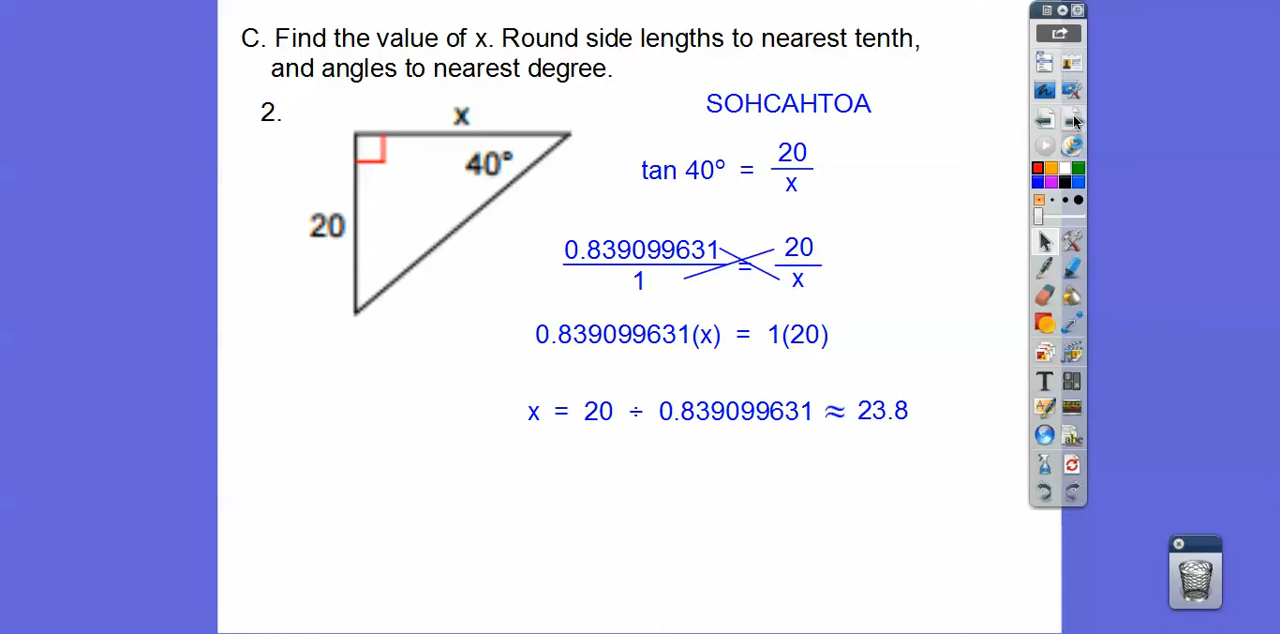 C. Find the value of x. Round side lengths to nearest tenth,
and angles to nearest degree.
2.
x
40°
20
SOHCAHTOA
tan 40° = 20
x
0.839099631 = 20
1 x
0.839099631(x) = 1(20)
x = 20 ÷ 0.839099631 ≈ 23.8